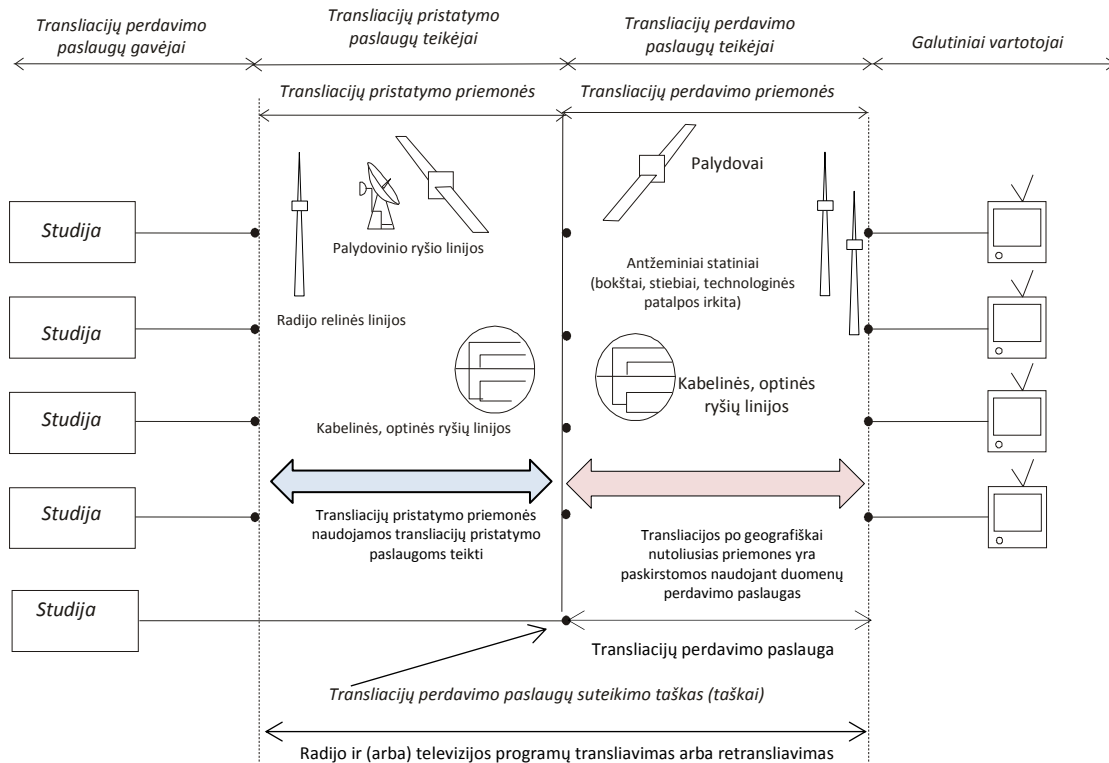 Transliacijų perdavimo
paslaugų gavėjai
Transliacijų pristatymo
paslaugų teikėjai
Transliacijų perdavimo
paslaugų teikėjai
Galutiniai vartotojai
Transliacijų pristatymo priemonės
Transliacijų perdavimo priemonės
Palydovai
Studija
Palydovinio ryšio linijos
Antžeminiai statiniai
(bokštai, stiebiai, technologinės
patalpos irkita)
Studija
Radijo relinės linijos
Kabelinės, optinės
ryšių linijos
Studija
Kabelinės, optinės ryšių linijos
Studija
Transliacijų pristatymo priemonės
naudojamos transliacijų pristatymo
paslaugoms teikti
Transliacijos po geografiškai
nutoliusias priemones yra
paskirstomos naudojant duomenų
perdavimo paslaugas
Studija
Transliacijų perdavimo paslauga
Transliacijų perdavimo paslaugų suteikimo taškas (taškai)
Radijo ir (arba) televizijos programų transliavimas arba retransliavimas